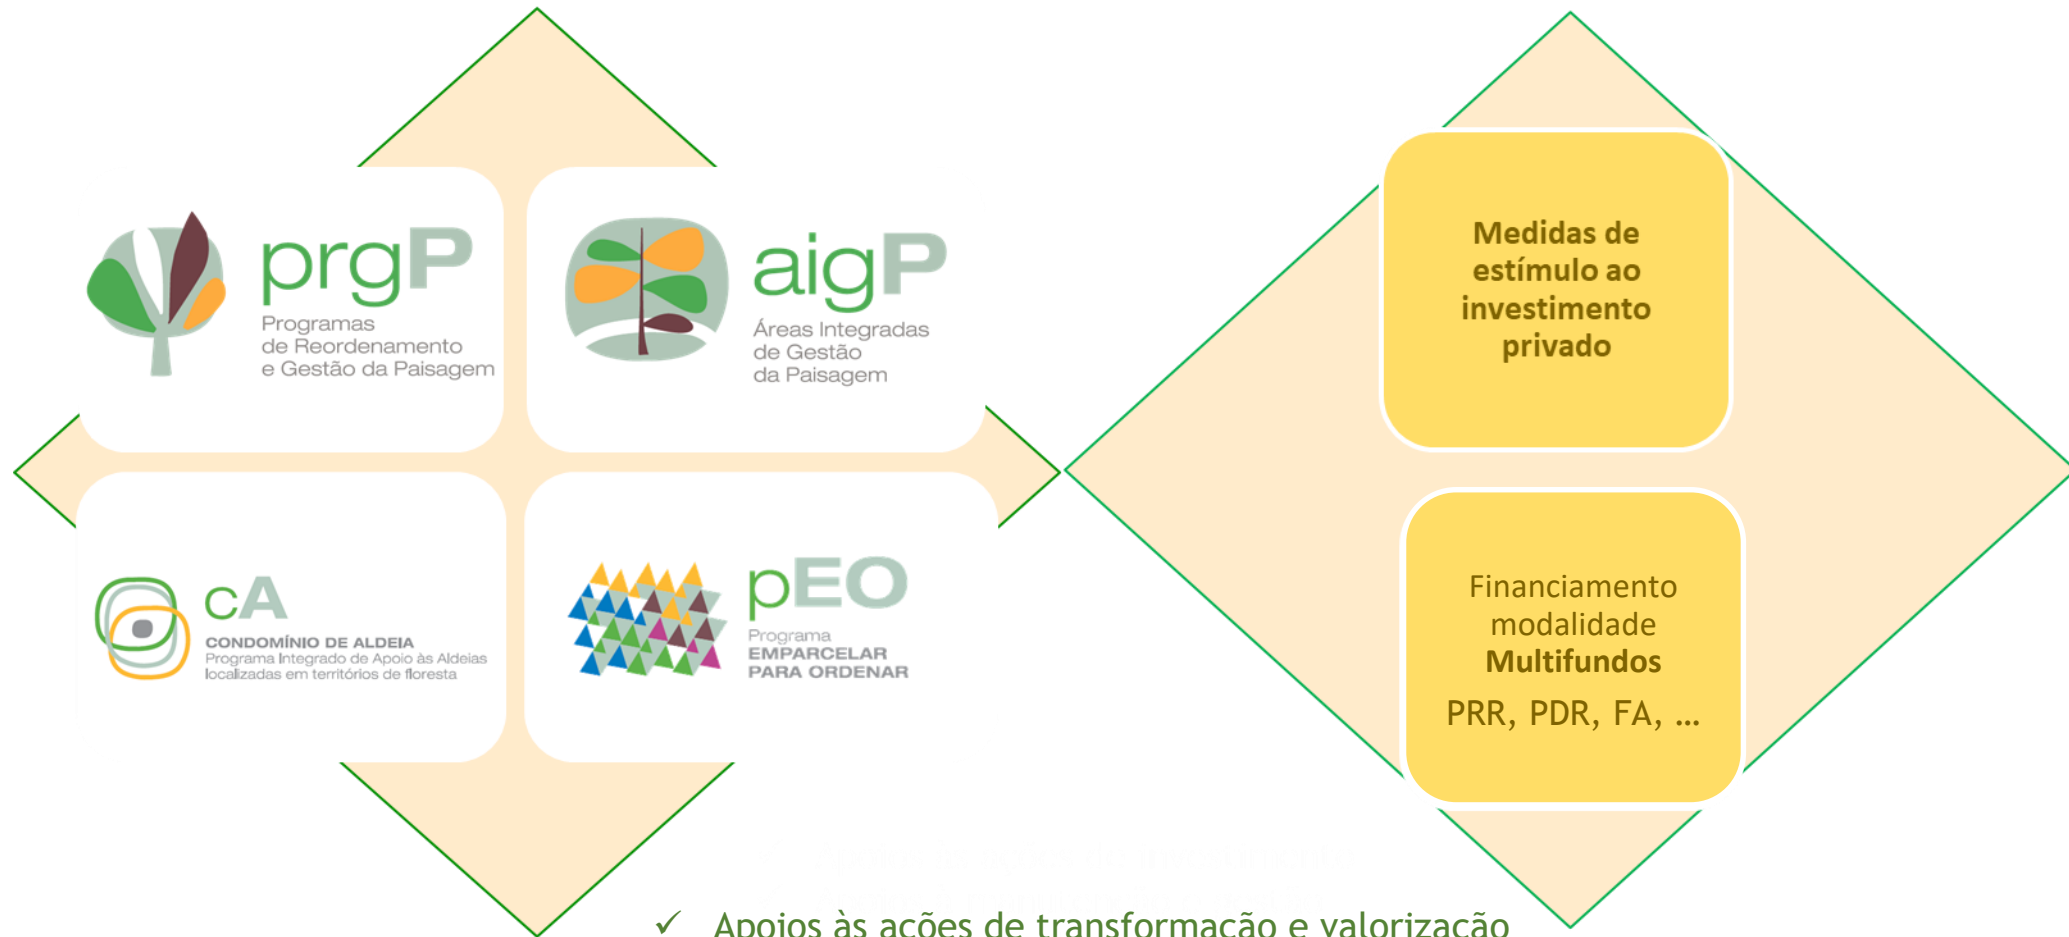 prgP
Programas
de Reordenamento
e Gestão da Paisagem
aigP
Áreas Integradas
de Gestão
da Paisagem
cA
CONDOMÍNIO DE ALDEIA
Programa Integrado de Apoio às Aldeias
localizadas em territórios de floresta
pEO
Programa
EMPARCELAR
PARA ORDENAR
Medidas de
estímulo ao
investimento
privado
Financiamento
modalidade
Multifundos
PRR, PDR, FA, ...
✓ Apoios às ações de transformação e valorização